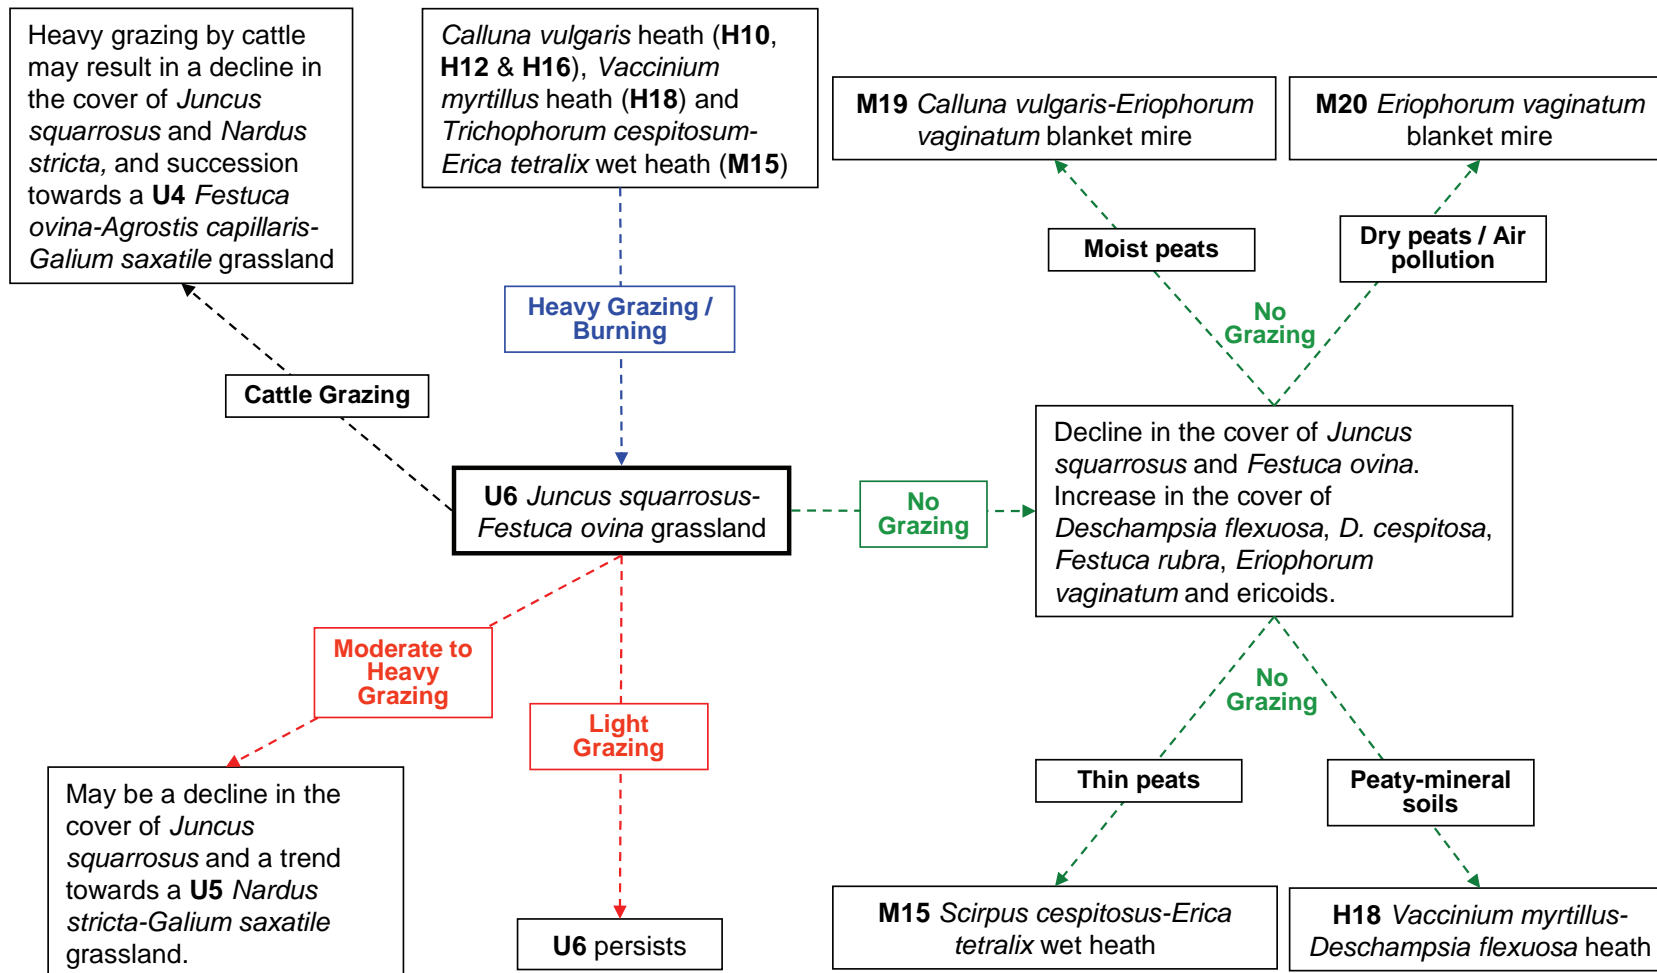 Heavy grazing by cattle
may result in a decline in
the cover of Juncus
squarrosus and Nardus
stricta, and succession
towards a U4 Festuca
ovina-Agrostis capillaris-
Galium saxatile grassland
Calluna vulgaris heath (H10,
H12 & H16), Vaccinium
myrtillus heath (H18) and
Trichophorum cespitosum-
Erica tetralix wet heath (M15)
M19 Calluna vulgaris-Eriophorum
vaginatum blanket mire
M20 Eriophorum vaginatum
blanket mire
Moist peats
Dry peats / Air
pollution
Heavy Grazing /
Burning
No
Grazing
Cattle Grazing
U6 Juncus squarrosus-
Festuca ovina grassland
No
Grazing
Decline in the cover of Juncus
squarrosus and Festuca ovina.
Increase in the cover of
Deschampsia flexuosa, D. cespitosa,
Festuca rubra, Eriophorum
vaginatum and ericoids.
Moderate to
Heavy
Grazing
Light
Grazing
No
Grazing
Thin peats
Peaty-mineral
soils
May be a decline in the
cover of Juncus
squarrosus and a trend
towards a U5 Nardus
stricta-Galium saxatile
grassland.
U6 persists
M15 Scirpus cespitosus-Erica
tetralix wet heath
H18 Vaccinium myrtillus-
Deschampsia flexuosa heath